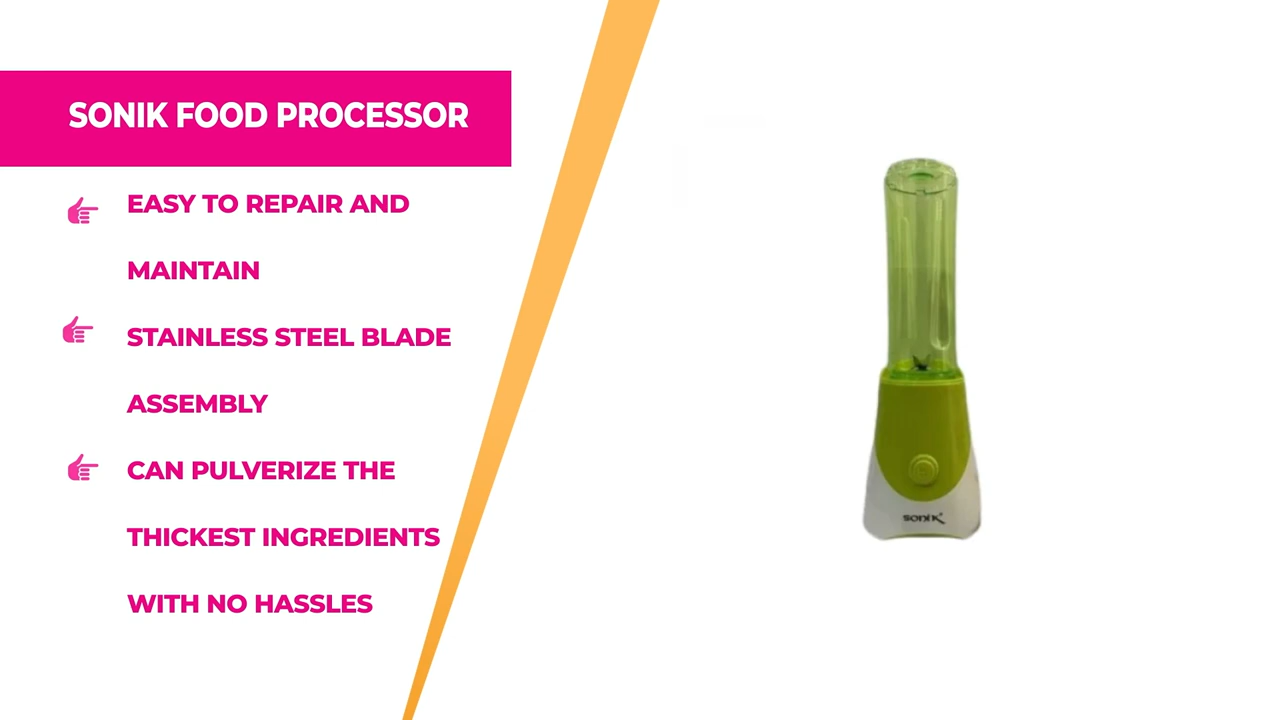 SONIK FOOD PROCESSOR
EASY TO REPAIR AND
MAINTAIN
STAINLESS STEEL BLADE
ASSEMBLY
CAN PULVERIZE THE
THICKEST INGREDIENTS
WITH NO HASSLES
SONIK